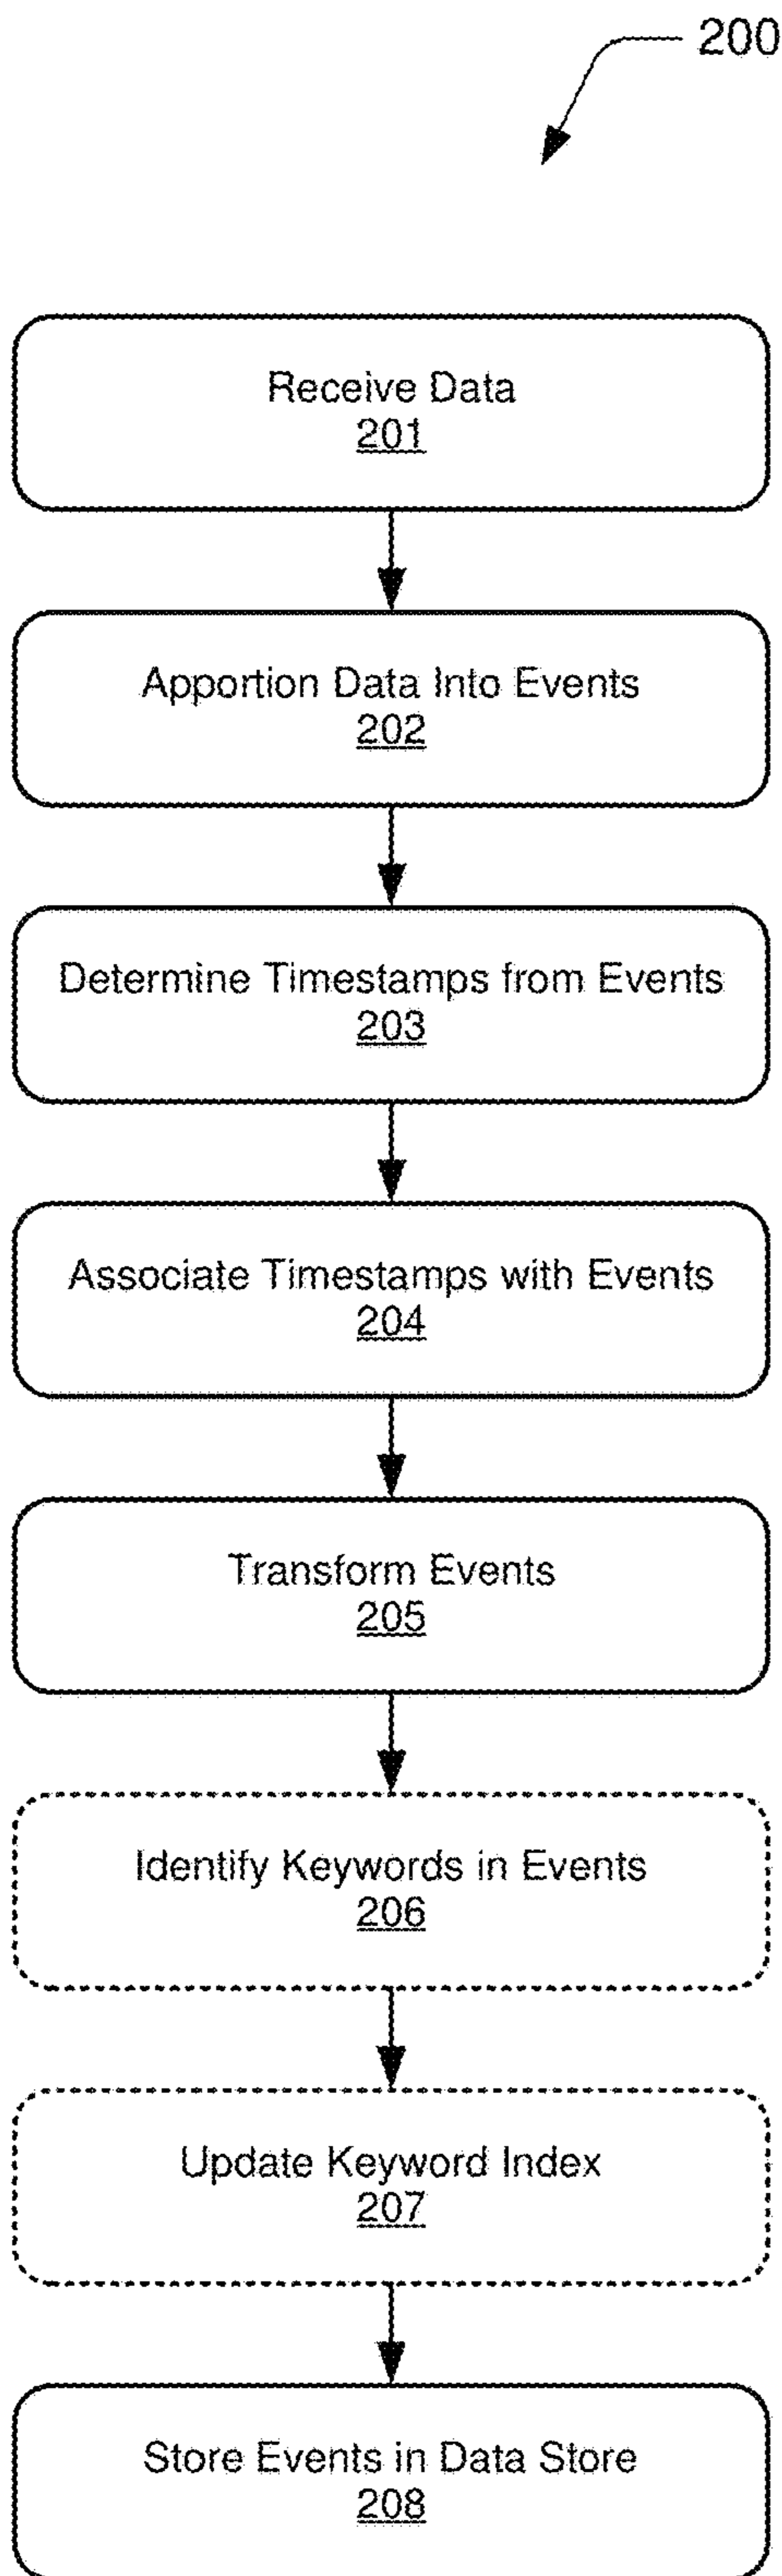 200
Receive Data
201
Apportion Data Into Events
202
Determine Timestamps from Events
203
Associate Timestamps with Events
204
Transform Events
205
Identify Keywords in Events
206
Update Keyword Index
207
Store Events in Data Store
208